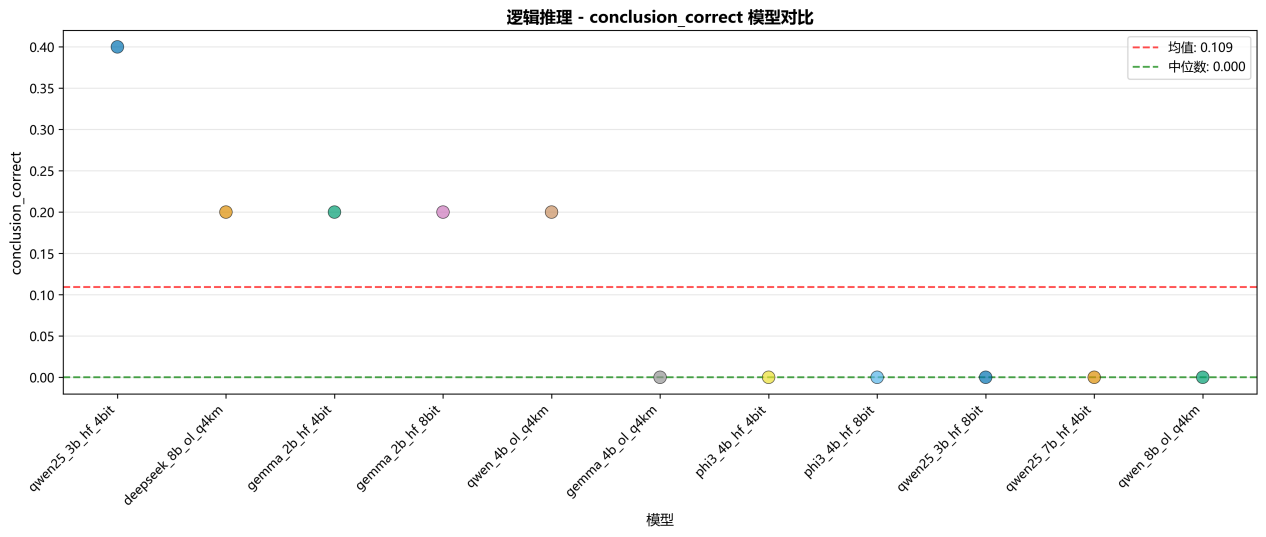 逻辑推理 - conclusion_correct 模型对比
均值: 0.109
中位数: 0.000
conclusion_correct
0.40
0.35
0.30
0.25
0.20
0.15
0.10
0.05
0.00
qwen25_3b_hf_4bit
deepseek_8b_ol_q4km
gemma_2b_hf_4bit
gemma_2b_hf_8bit
qwen_4b_ol_q4km
gemma_4b_ol_q4km
phi3_4b_hf_4bit
phi3_4b_hf_8bit
qwen25_3b_hf_8bit
qwen25_7b_hf_4bit
qwen_8b_ol_q4km
模型